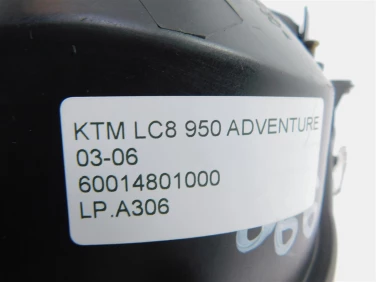 KTM LC8 950 ADVENTURE
03-06
60014801000
LP.A306